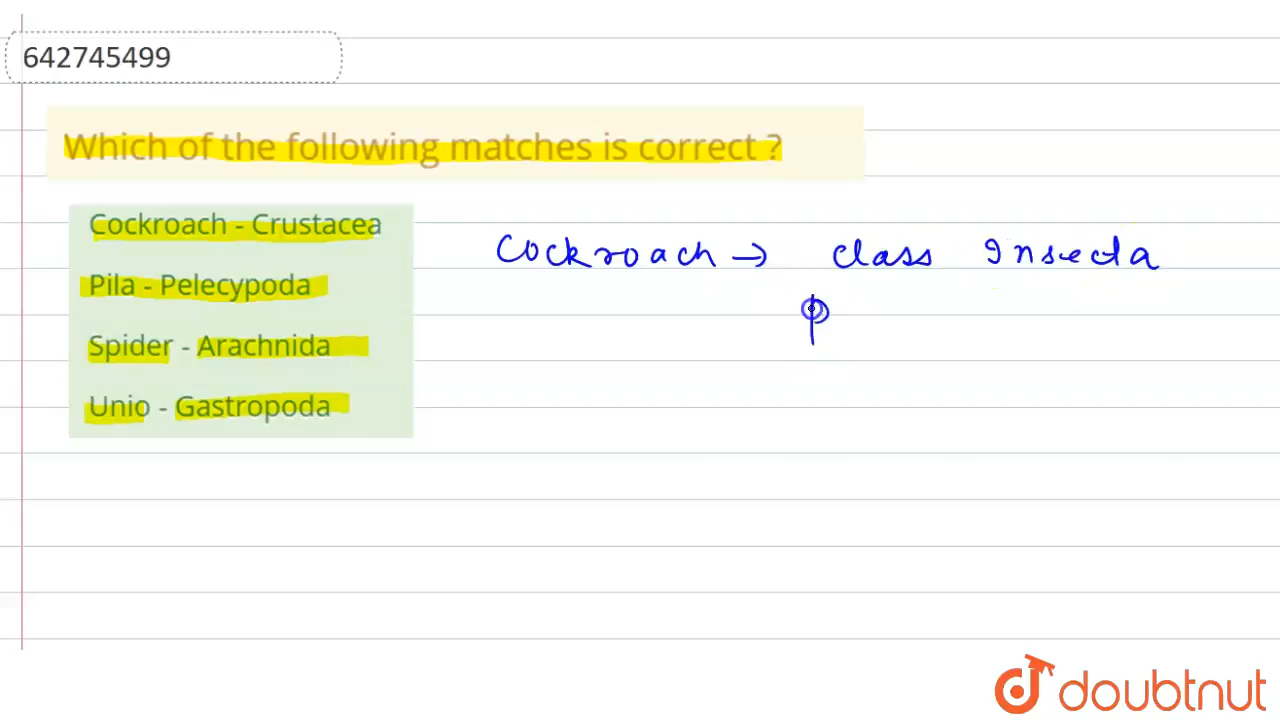 642745499
Which of the following matches is correct ?
Cockroach - Crustacea
Cockroach → class Insecta
Pila - Pelecypoda
P
Spider - Arachnida
Unio - Gastropoda
doubtnut